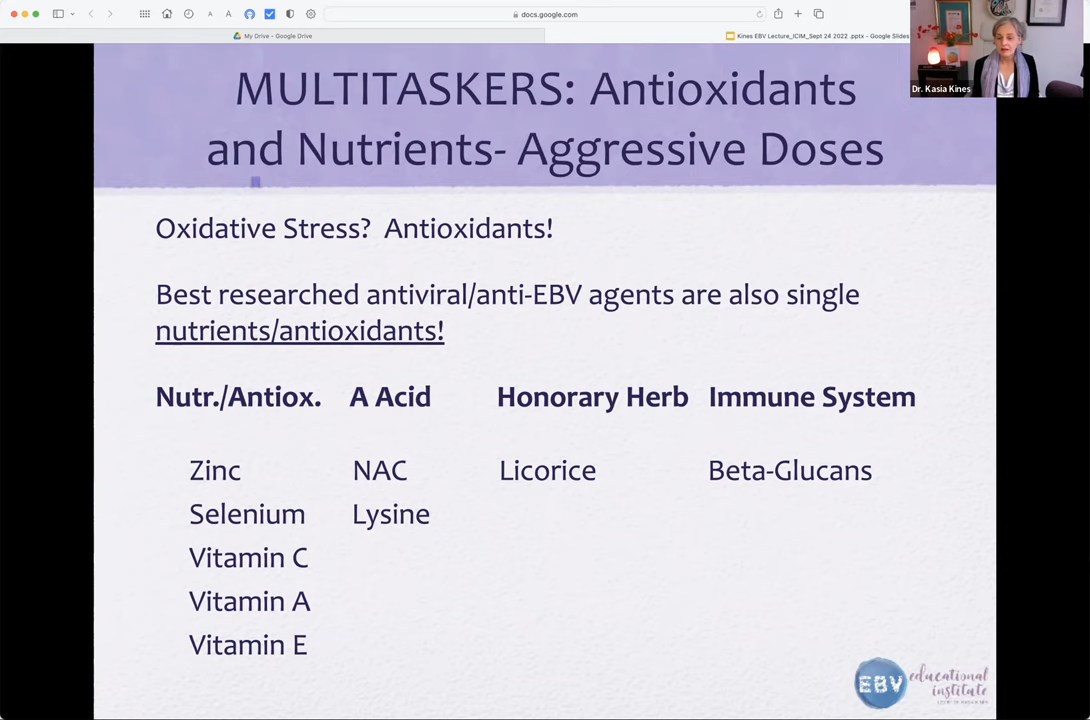 docs.google.com
My Drive - Google Drive
Kines EBV Lecture_ICIM_Sept 24 2022 .pptx - Google Slides
Dr. Kasia Kines
MULTITASKERS: Antioxidants
and Nutrients- Aggressive Doses
Oxidative Stress?  Antioxidants!
Best researched antiviral/anti-EBV agents are also single
nutrients/antioxidants!
Nutr./Antiox. A Acid Honorary Herb Immune System
Zinc NAC Licorice Beta-Glucans
Selenium Lysine
Vitamin C
Vitamin A
Vitamin E
EBV educational
institute